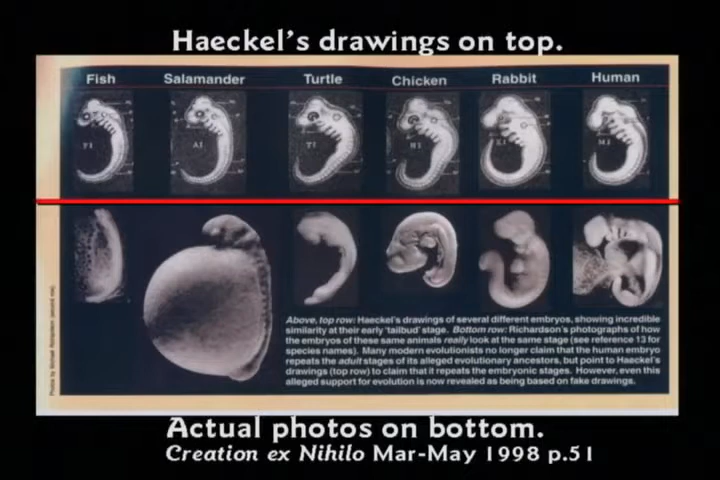 Haeckel's drawings on top.
Fish Salamander Turtle Chicken Rabbit Human
Above, top row: Haeckel's drawings of several different embryos, showing incredible
similarity at their early 'tailbud' stage. Bottom row: Richardson's photographs of how
the embryos of these same animals really look at the same stage (see reference 13 for
species names). Many modern evolutionists no longer claim that the human embryo
repeats the adult stages of its alleged evolutionary ancestors, but point to Haeckel's
drawings (top row) to claim that it repeats the embryonic stages. However, even this
alleged support for evolution is now revealed as being based on fake drawings.
Actual photos on bottom.
Creation ex Nihilo Mar-May 1998 p.51